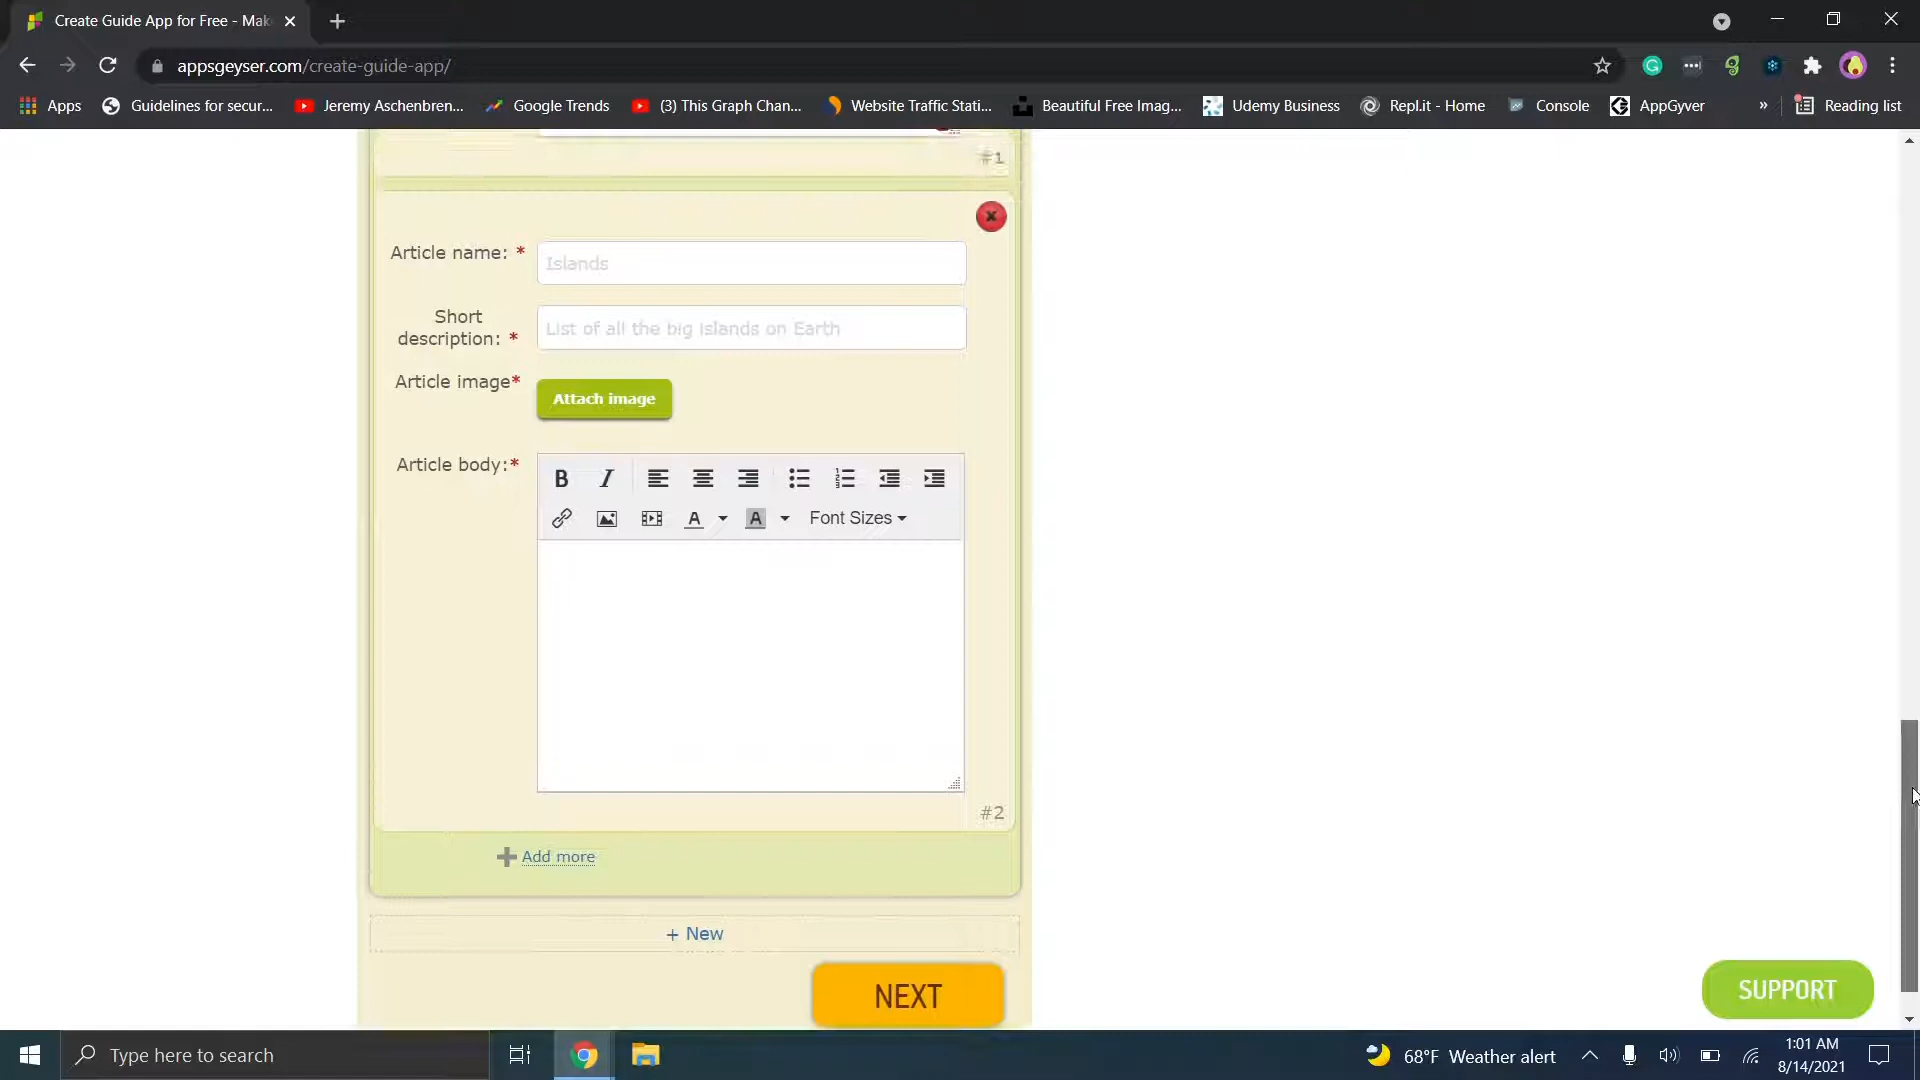 Create Guide App for Free - Mak
appsgeyser.com/create-guide-app/
Apps
Guidelines for secur...
Jeremy Aschenbren...
Google Trends
(3) This Graph Chan...
Website Traffic Stati...
Beautiful Free Imag...
Udemy Business
Repl.it - Home
Console
AppGyver
»
Reading list
#1
Article name: *
Islands
Short
description: *
List of all the big islands on Earth
Article image*
Attach image
Article body:*
B I
A A Font Sizes
#2
Add more
+ New
NEXT
SUPPORT
Type here to search
68°F Weather alert
1:01 AM
8/14/2021